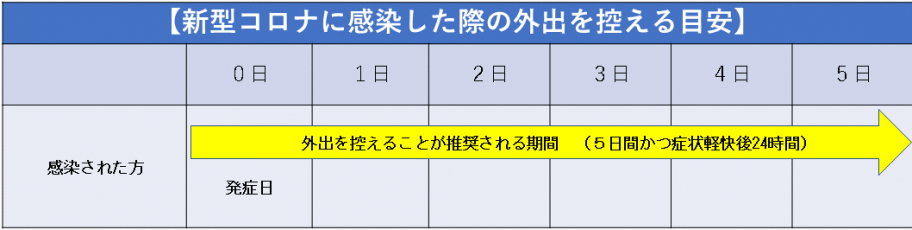 【新型コロナに感染した際の外出を控える目安】
0日 1日 2日 3日 4日 5日
外出を控えることが推奨される期間 （５日間かつ症状軽快後24時間）
感染された方
発症日